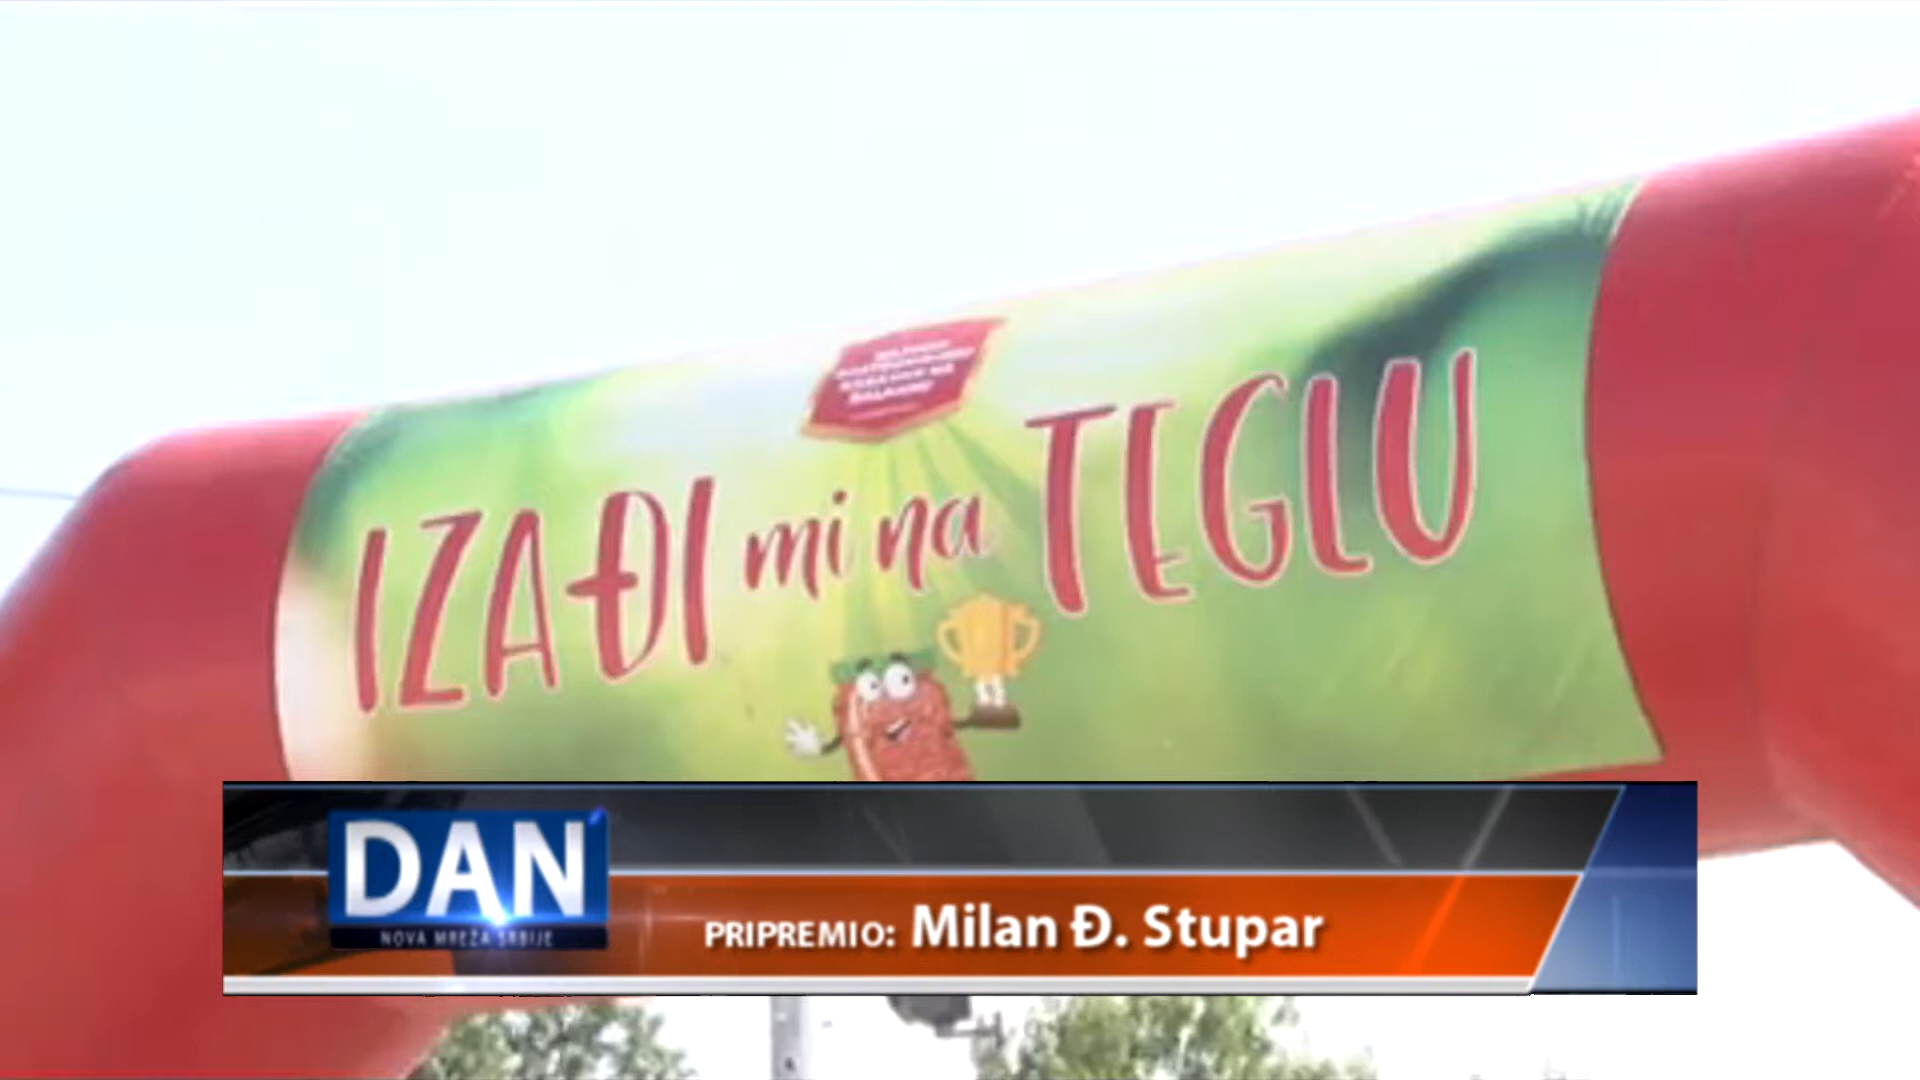 IZAĐI mi na TEGLU
DAN
NOVA MREŽA SRBIJE
PRIPREMIO: Milan Đ. Stupar